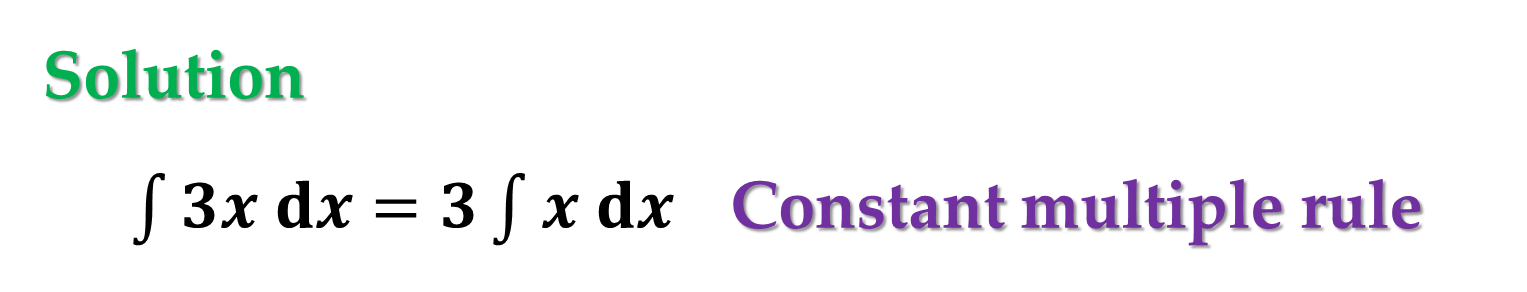 Solution
∫ 3x dx = 3 ∫ x dx Constant multiple rule